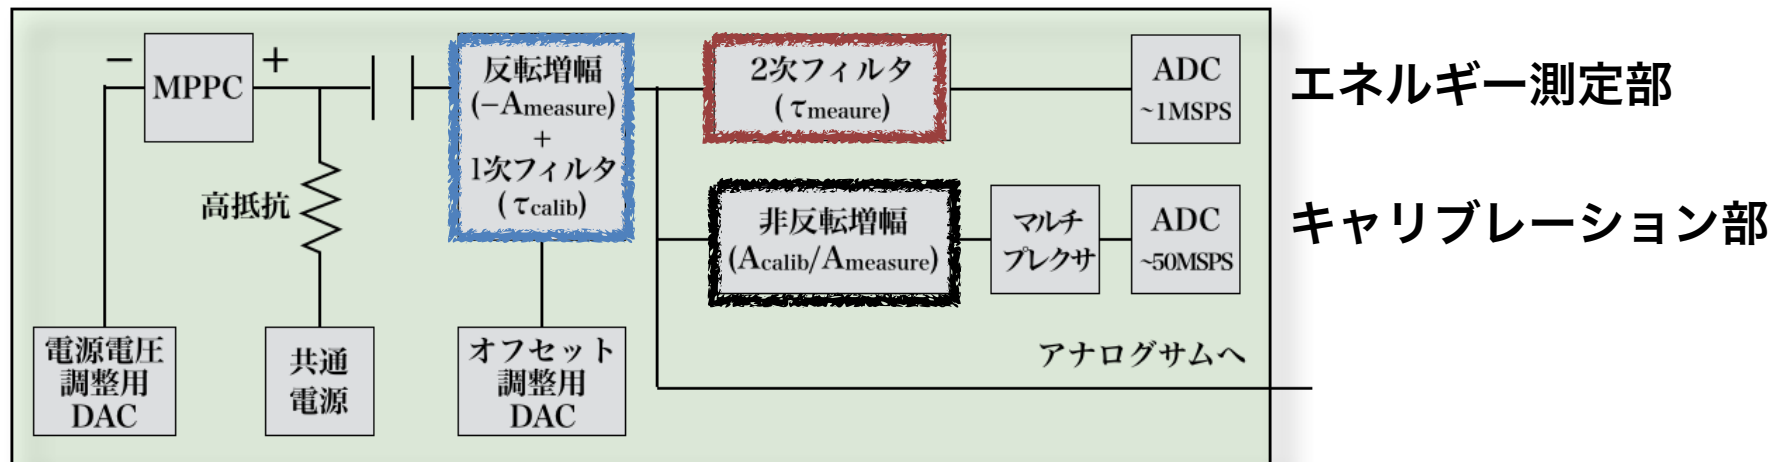 −
MPPC
+
反転増幅
(−Ameasure)
+
1次フィルタ
(τcalib)
2次フィルタ
(τmeaure)
ADC
~1MSPS
エネルギー測定部
高抵抗
非反転増幅
(Acalib/Ameasure)
マルチ
プレクサ
ADC
~50MSPS
キャリブレーション部
電源電圧
調整用
DAC
共通
電源
オフセット
調整用
DAC
アナログサムへ